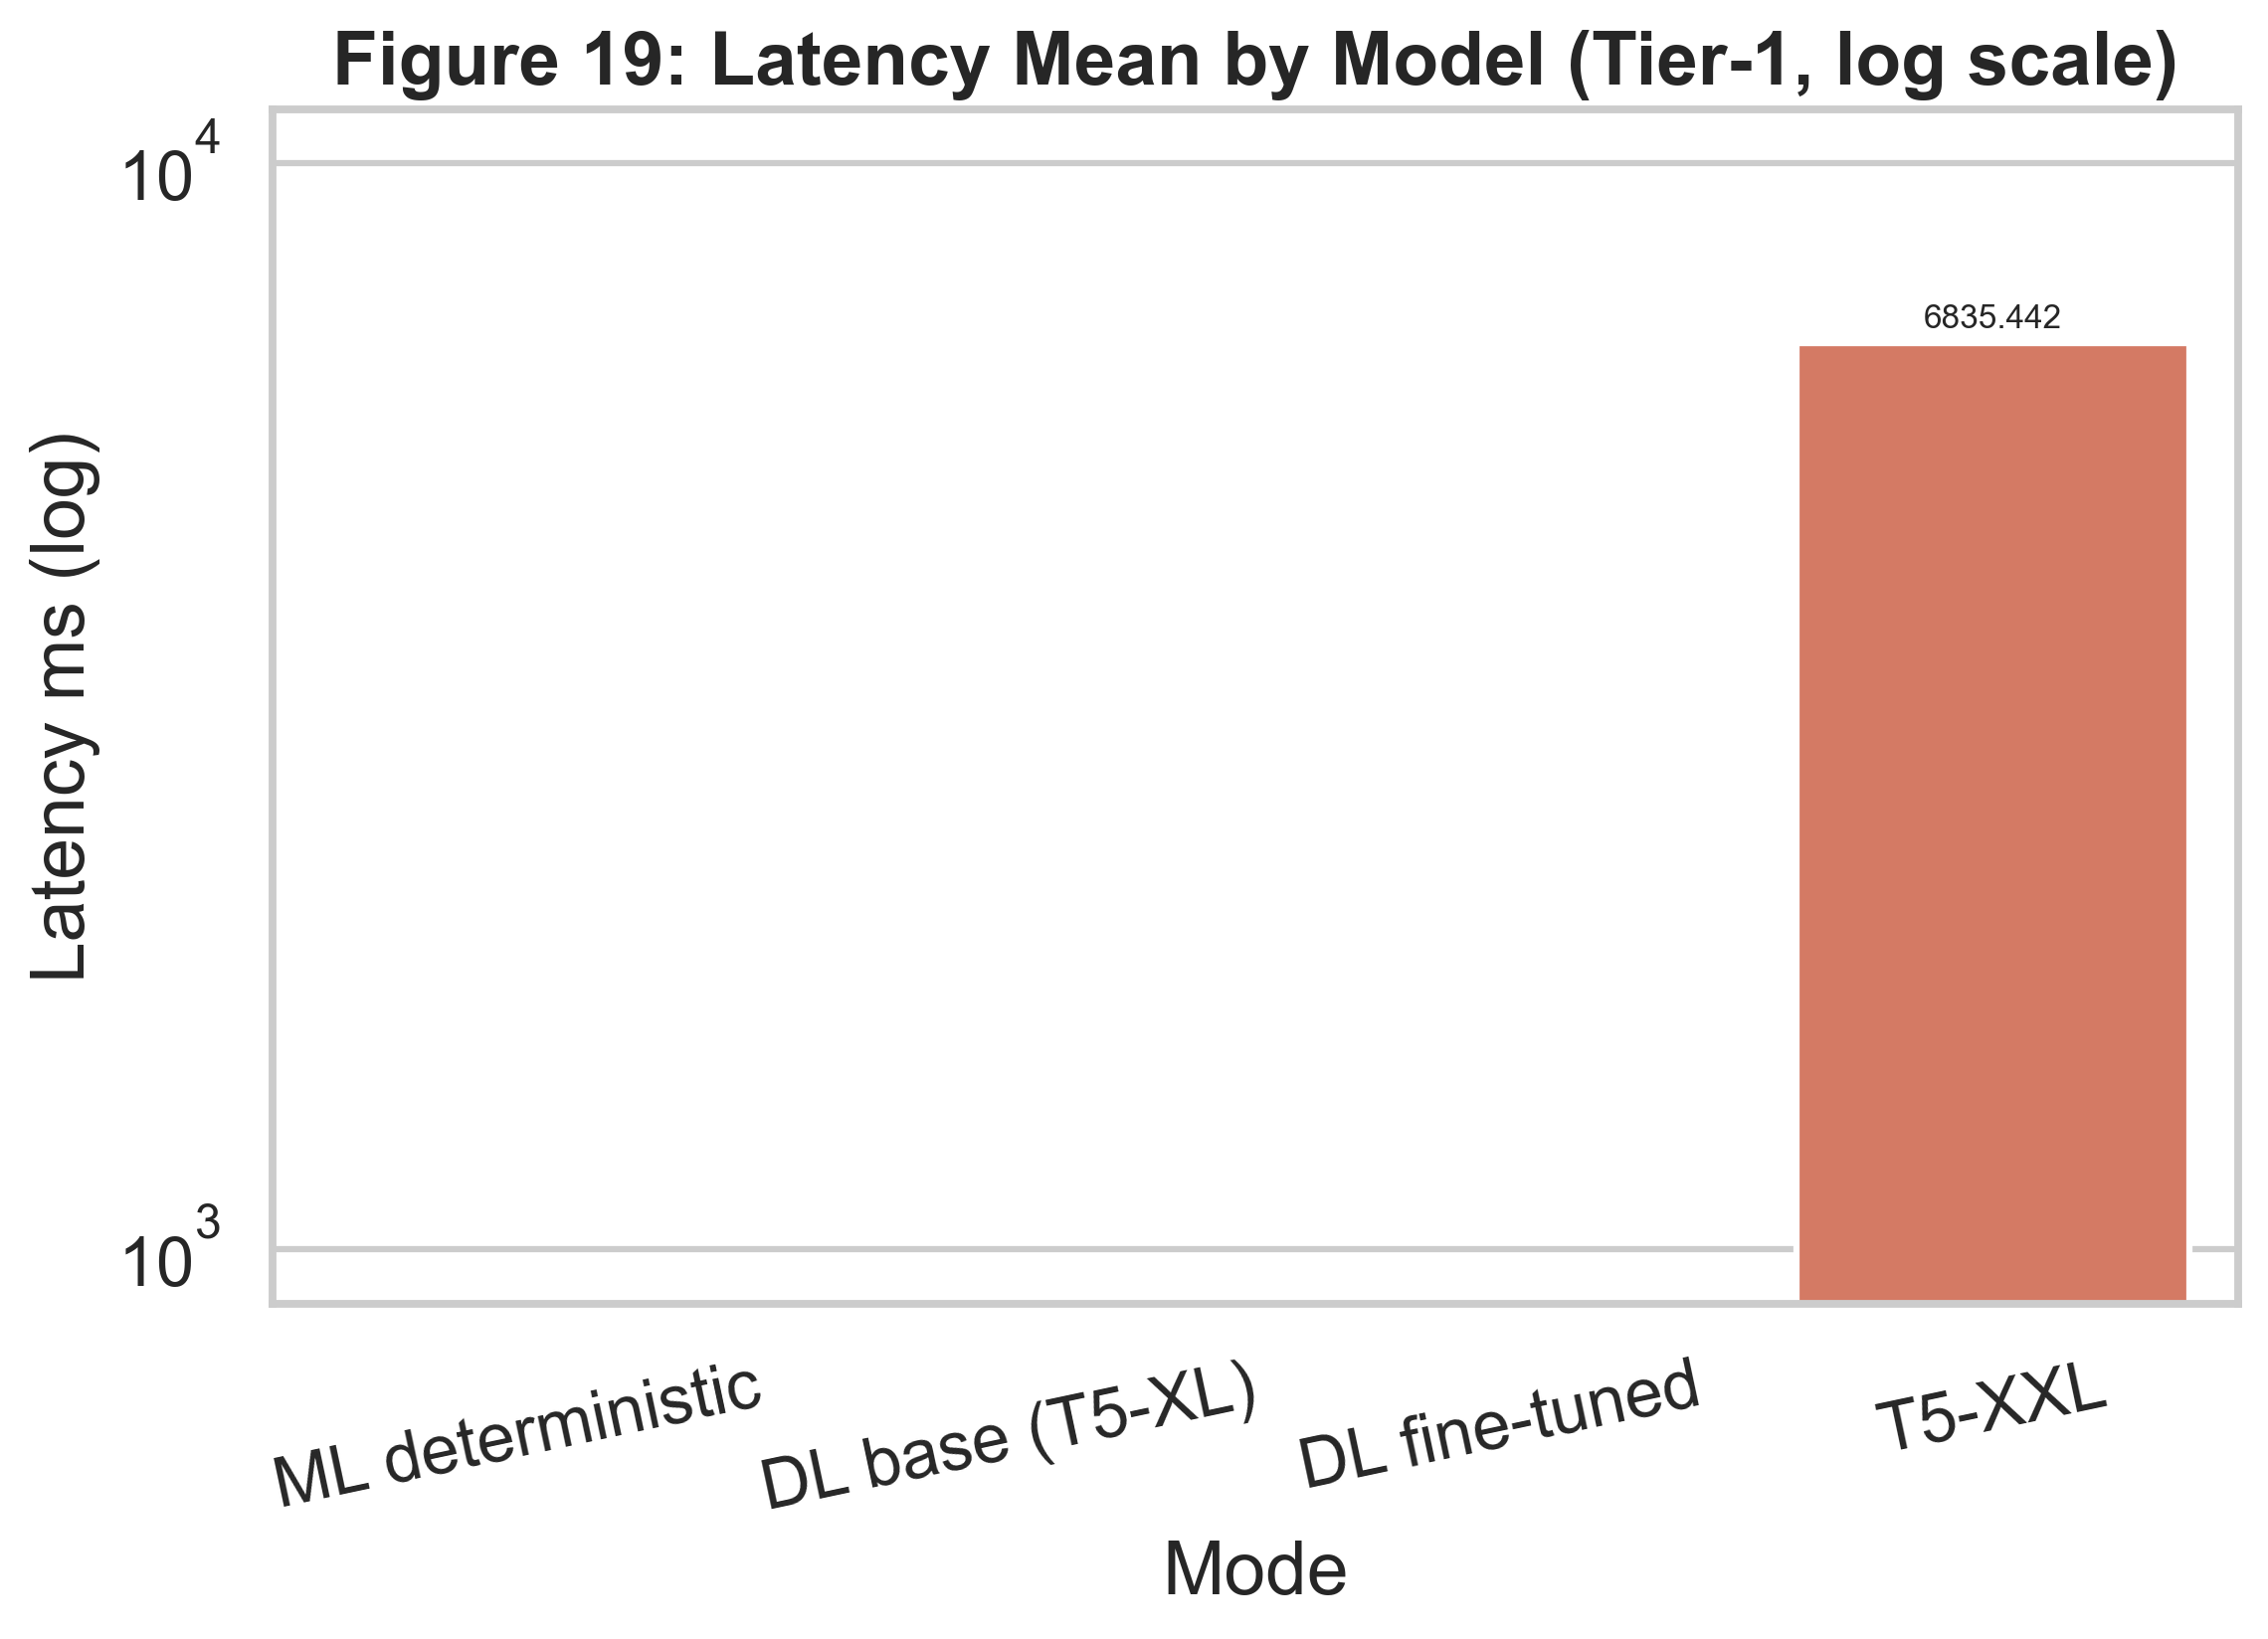 Figure 19: Latency Mean by Model (Tier-1, log scale)
10^4
6835.442
Latency ms (log)
10^3
ML deterministic
DL base (T5-XL)
DL fine-tuned
T5-XXL
Mode